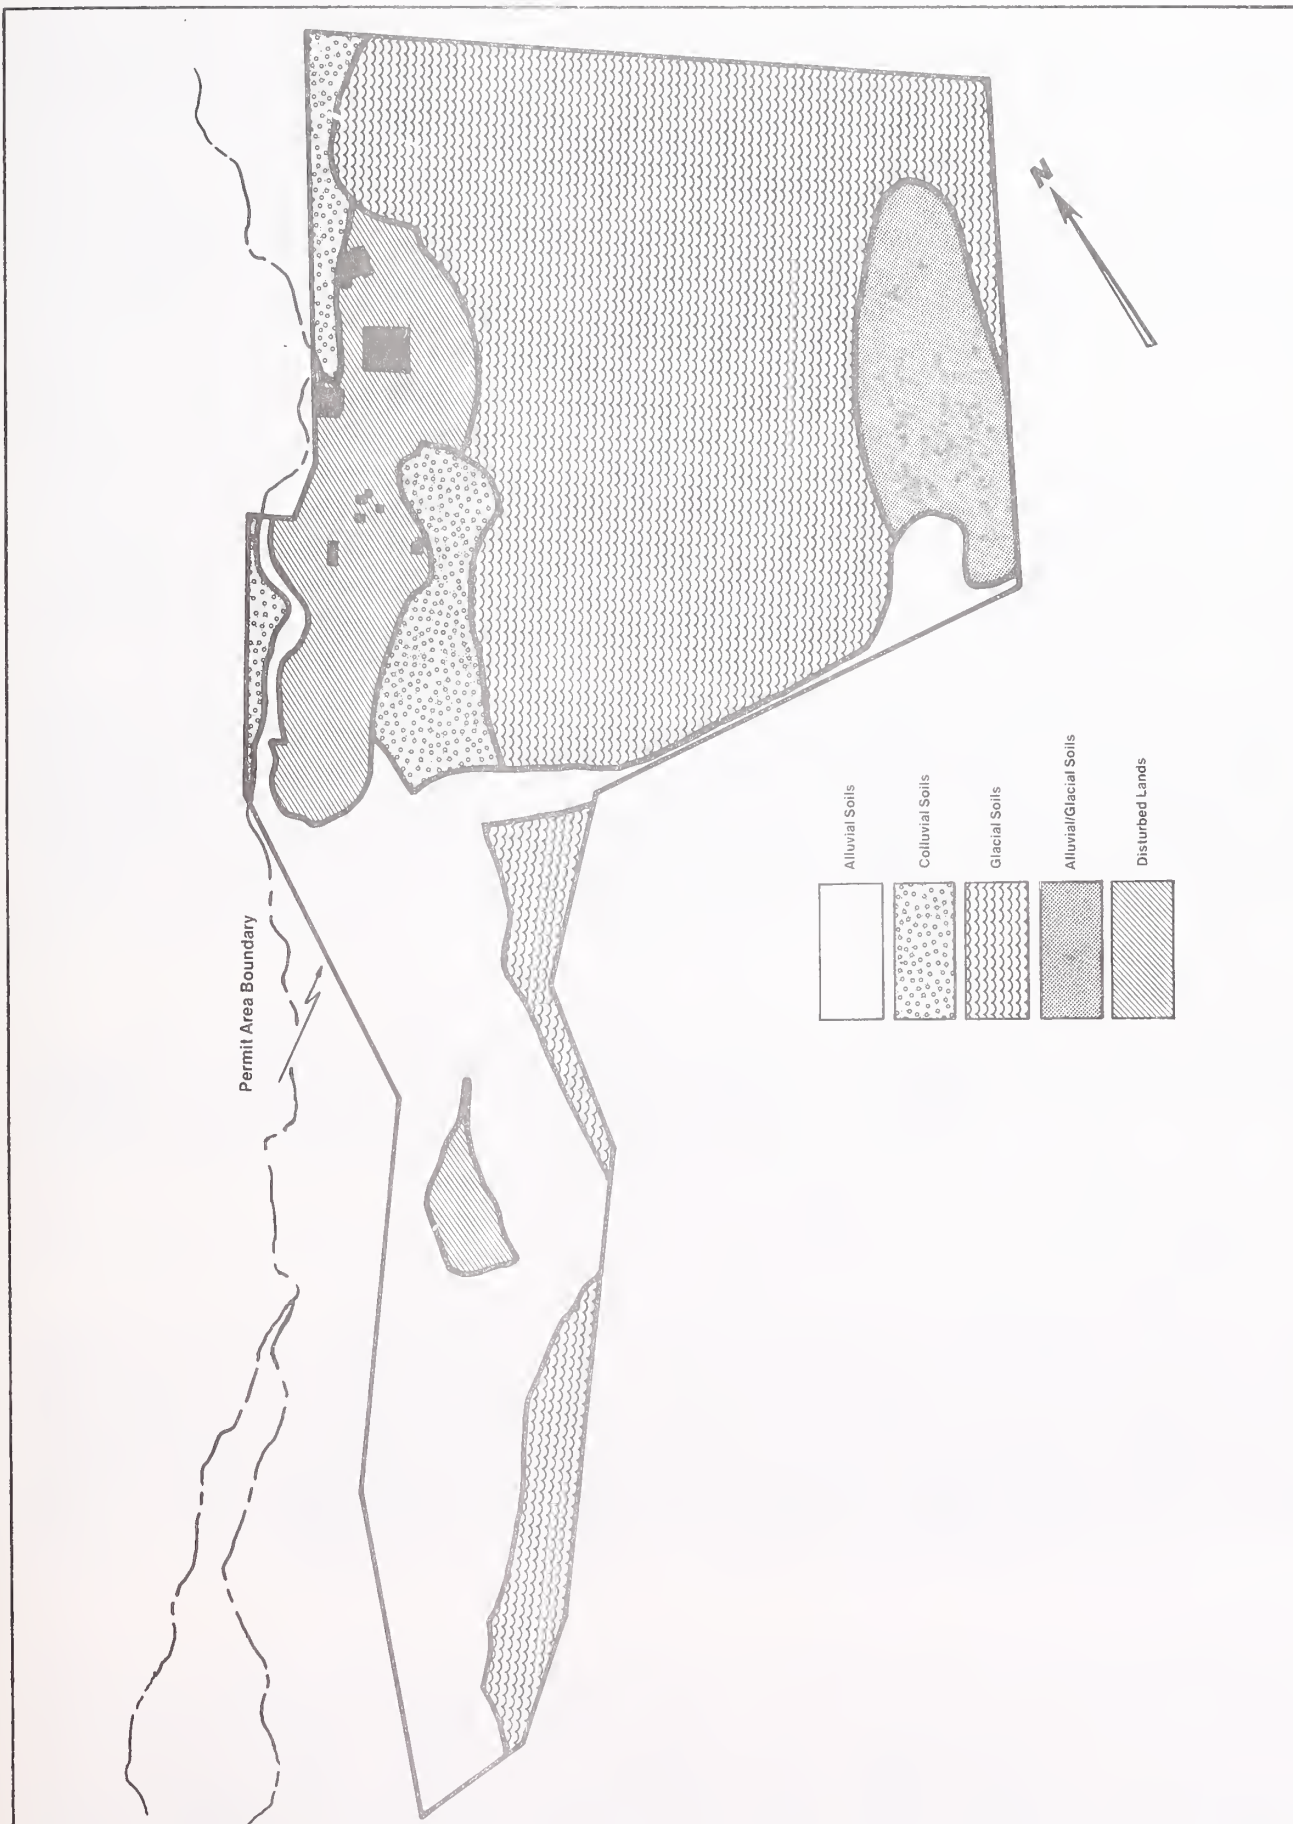 N
Permit Area Boundary
Alluvial Soils
Colluvial Soils
Glacial Soils
Alluvial/Glacial Soils
Disturbed Lands